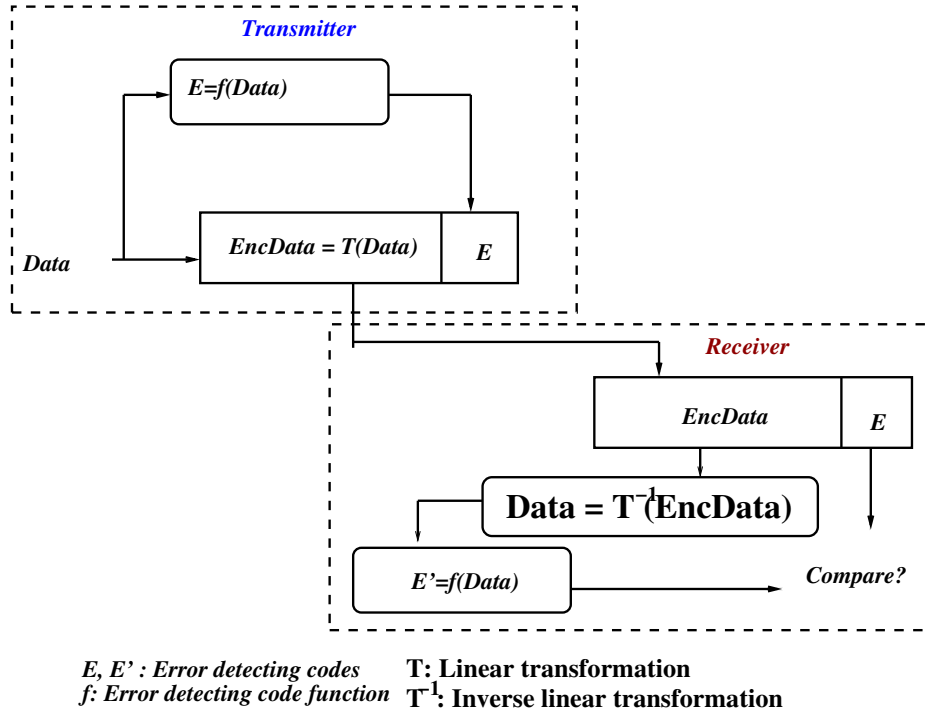 Transmitter
E=f(Data)
EncData = T(Data)
E
Data
Receiver
EncData
E
Data = T⁻¹(EncData)
E’=f(Data)
Compare?
E, E’ : Error detecting codes
T: Linear transformation
f: Error detecting code function
T⁻¹: Inverse linear transformation